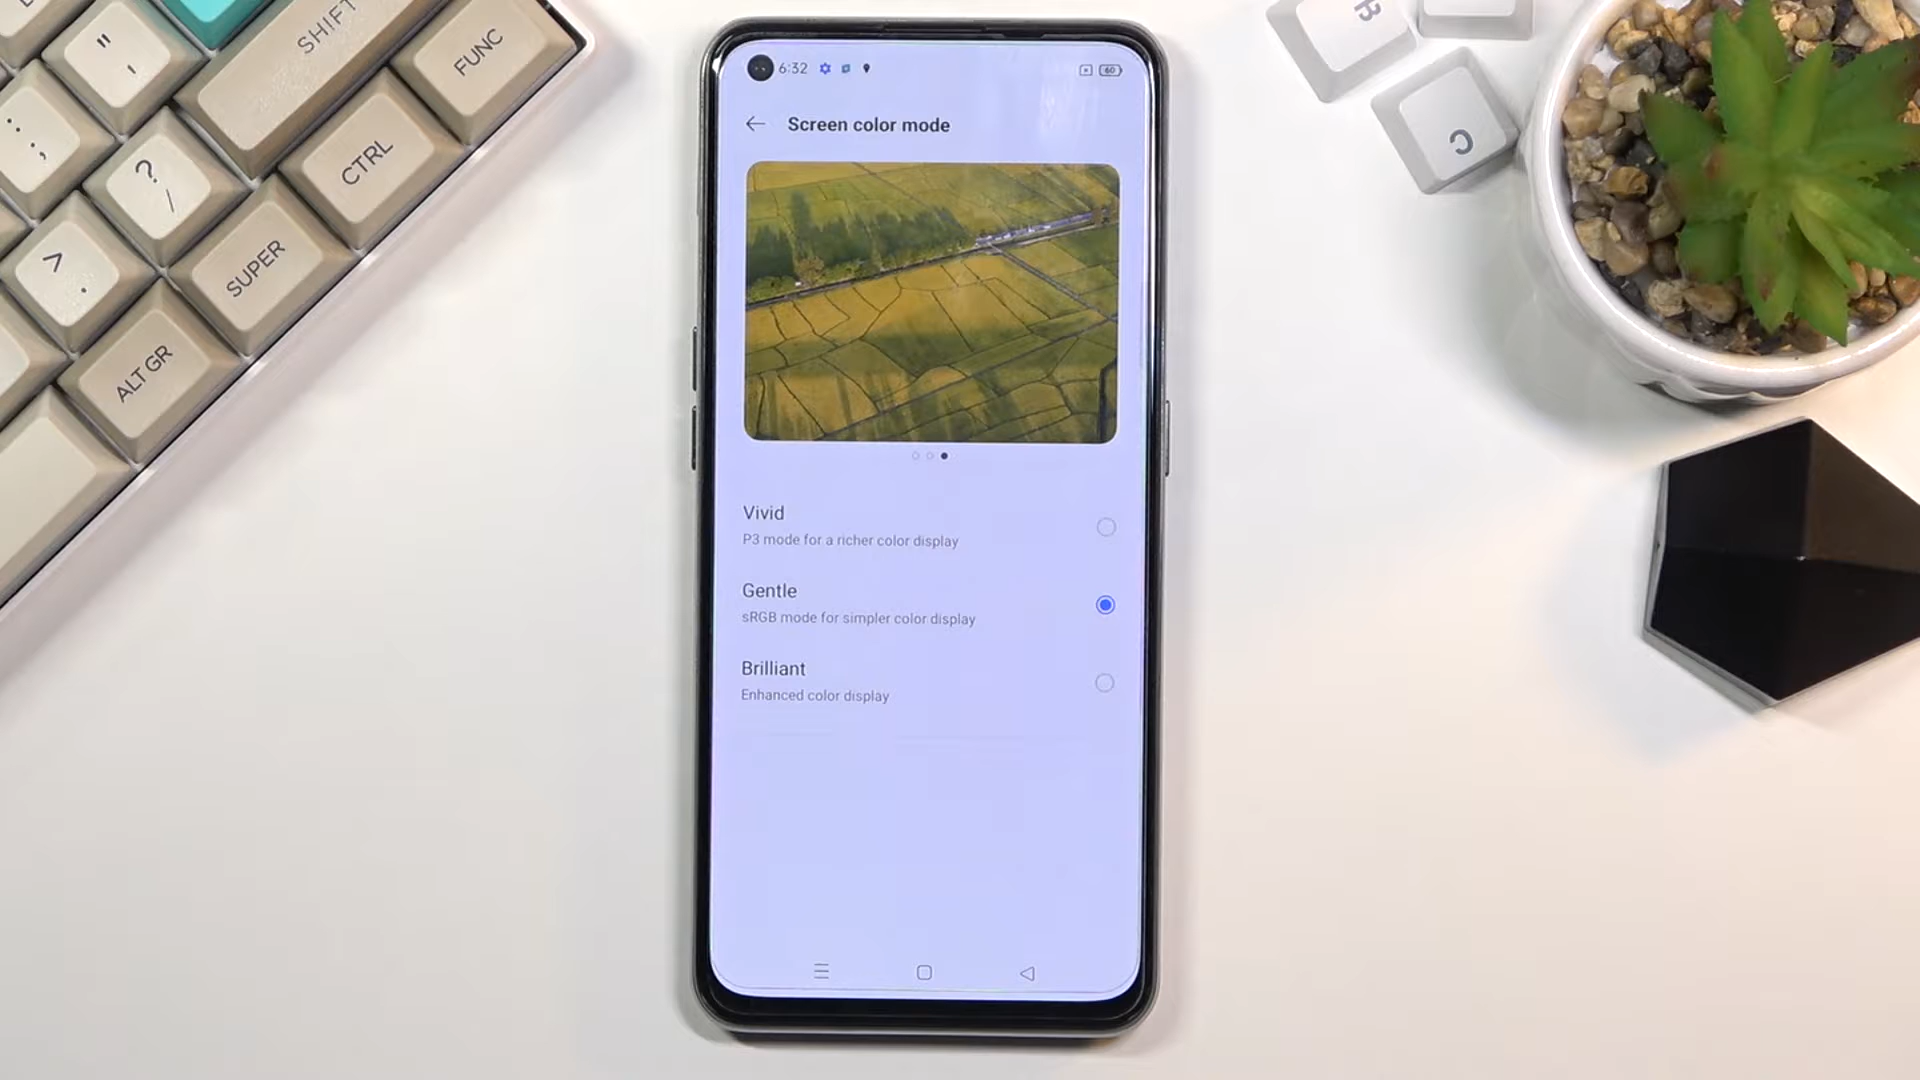 " '
SHIFT
FUNC
: ;
? /
CTRL
> .
SUPER
ALT GR
B
C
6:32
60
Screen color mode
Vivid
P3 mode for a richer color display
Gentle
sRGB mode for simpler color display
Brilliant
Enhanced color display